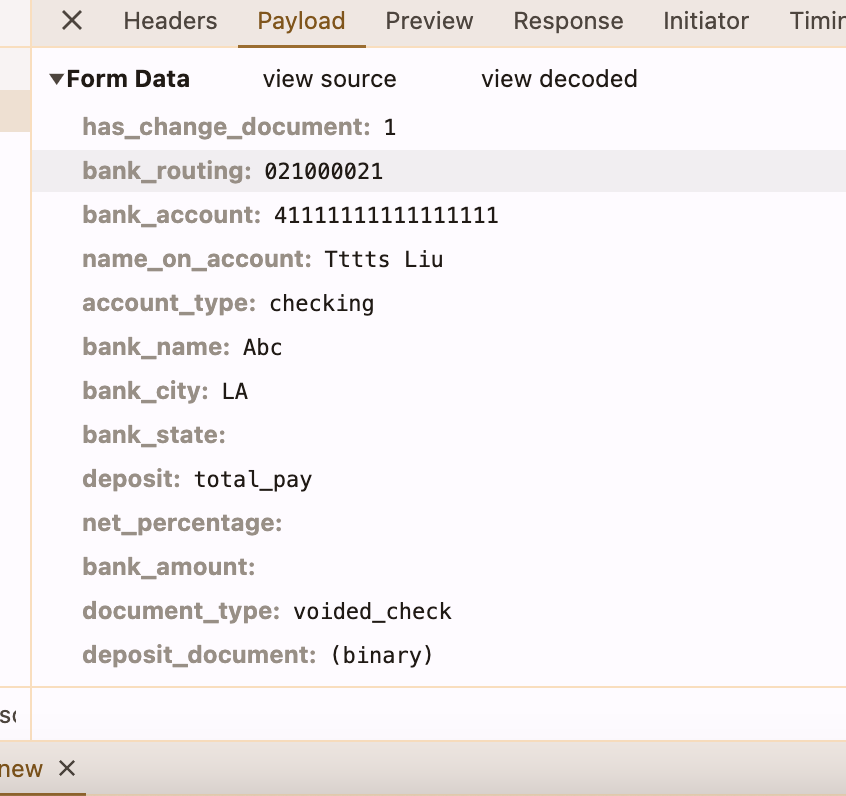 Headers Payload Preview Response Initiator Timin
Form Data view source view decoded
has_change_document: 1
bank_routing: 021000021
bank_account: 41111111111111111
name_on_account: Tttts Liu
account_type: checking
bank_name: Abc
bank_city: LA
bank_state:
deposit: total_pay
net_percentage:
bank_amount:
document_type: voided_check
deposit_document: (binary)
new